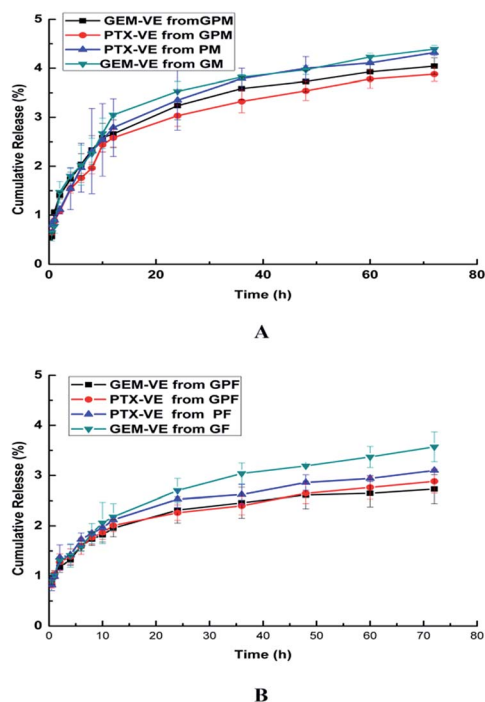 GEM-VE fromGPM
PTX-VE from GPM
PTX-VE from PM
GEM-VE from GM
Cumulative Release (%)
5
4
3
2
1
0
0 20 40 60 80
Time (h)
A
GEM-VE from GPF
PTX-VE from GPF
PTX-VE from PF
GEM-VE from GF
Cumulative Relesse (%)
5
4
3
2
1
0
0 10 20 30 40 50 60 70 80
Time (h)
B